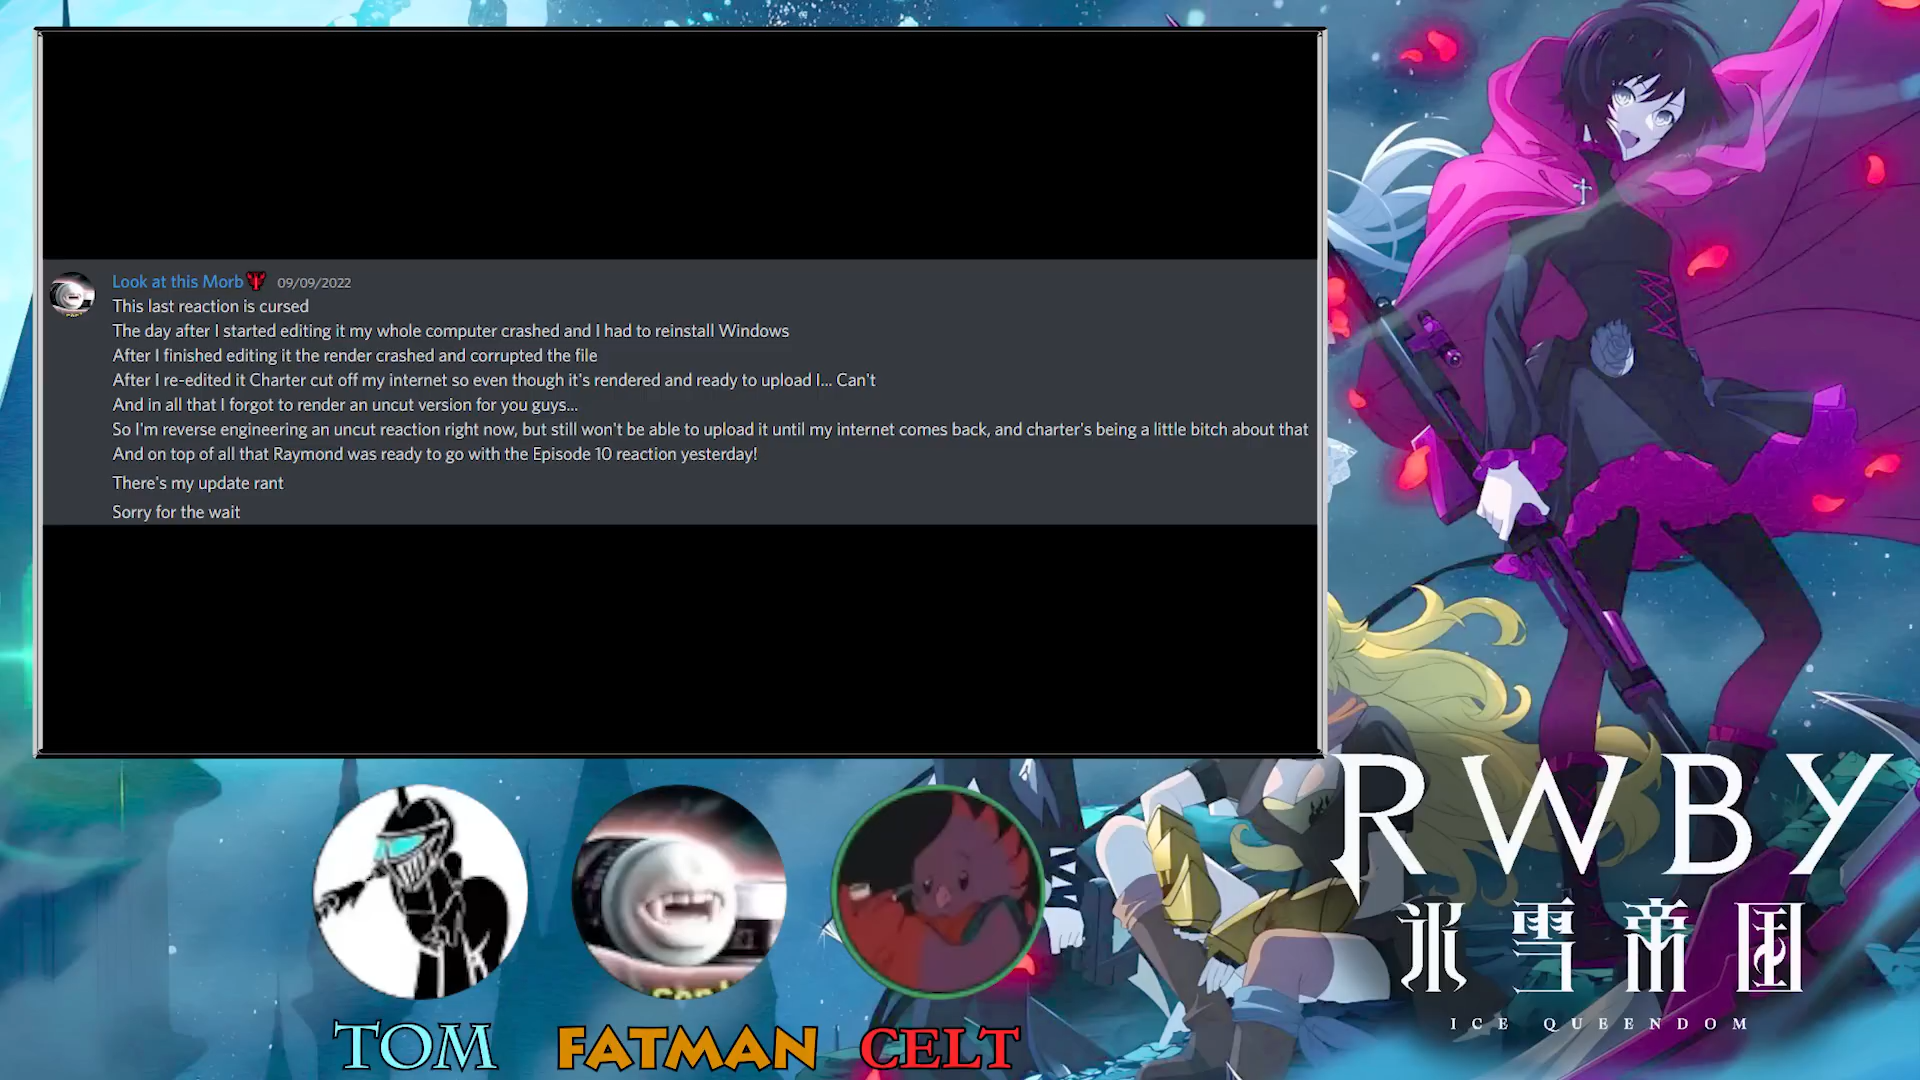 Look at this Morb 09/09/2022
This last reaction is cursed
The day after I started editing it my whole computer crashed and I had to reinstall Windows
After I finished editing it the render crashed and corrupted the file
After I re-edited it Charter cut off my internet so even though it's rendered and ready to upload I... Can't
And in all that I forgot to render an uncut version for you guys...
So I'm reverse engineering an uncut reaction right now, but still won't be able to upload it until my internet comes back, and charter's being a little bitch about that
And on top of all that Raymond was ready to go with the Episode 10 reaction yesterday!
There's my update rant
Sorry for the wait
RWBY
氷雪帝国
ICE QUEENDOM
TOM
FATMAN
CELT